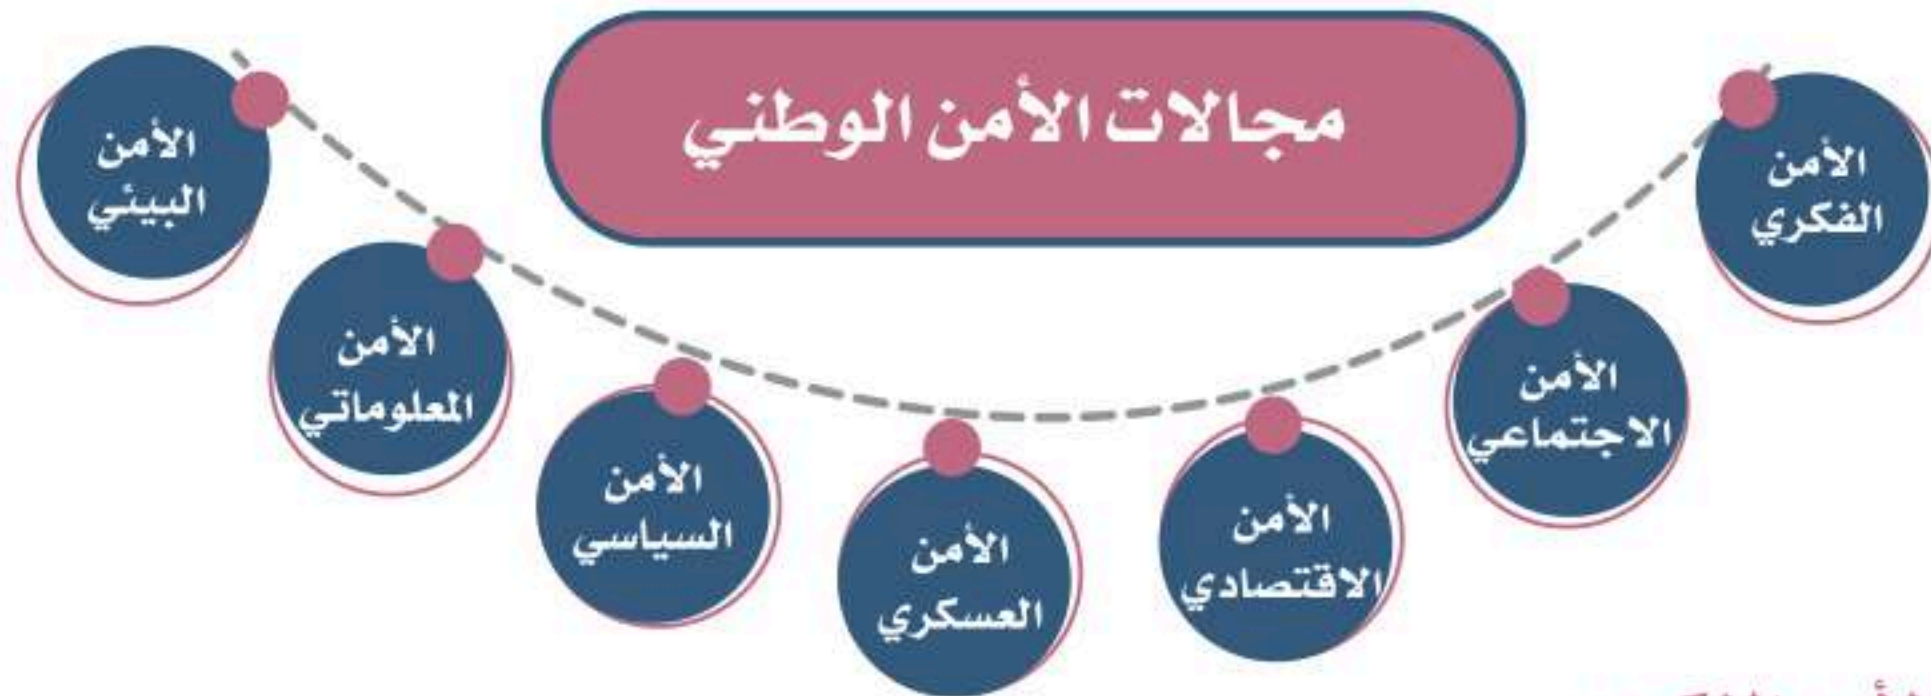 مجالات الأمن الوطني
الأمن
الفكري
الأمن
الاجتماعي
الأمن
الاقتصادي
الأمن
العسكري
الأمن
السياسي
الأمن
المعلوماتي
الأمن
البيئي